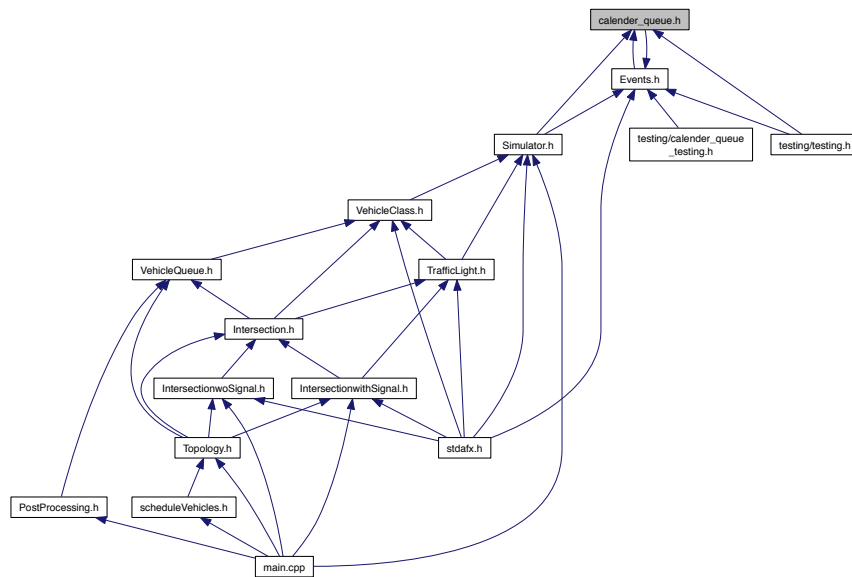 calender_queue.h
Events.h
Simulator.h
testing/calender_queue
_testing.h
testing/testing.h
VehicleClass.h
VehicleQueue.h
TrafficLight.h
Intersection.h
IntersectionwoSignal.h
IntersectionwithSignal.h
Topology.h
stdafx.h
PostProcessing.h
scheduleVehicles.h
main.cpp